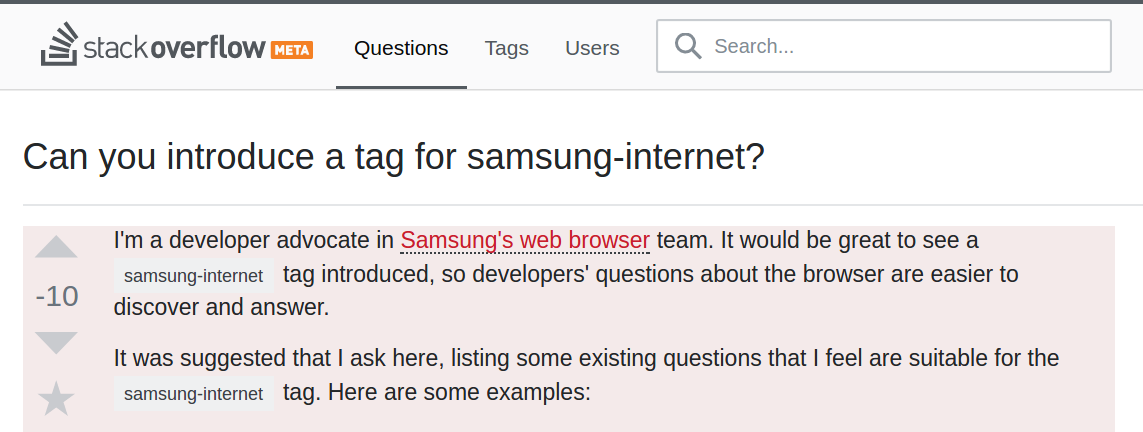 stackoverflow META Questions Tags Users Search...
Can you introduce a tag for samsung-internet?
I'm a developer advocate in Samsung's web browser team. It would be great to see a
samsung-internet tag introduced, so developers' questions about the browser are easier to
-10
discover and answer.
It was suggested that I ask here, listing some existing questions that I feel are suitable for the
samsung-internet tag. Here are some examples: